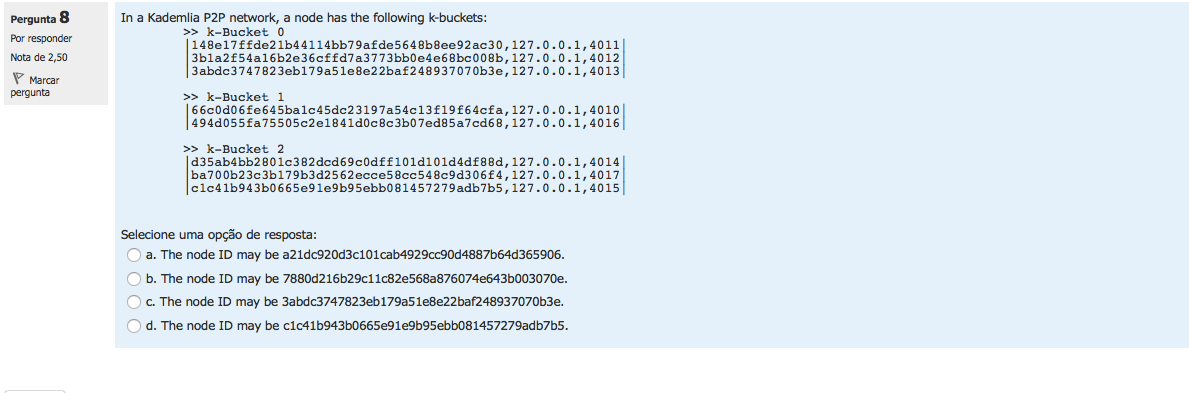 Pergunta 8
Por responder
Nota de 2,50
Marcar
pergunta
In a Kademlia P2P network, a node has the following k-buckets:
>> k-Bucket 0
|148e17ffde21b44114bb79afde5648b8ee92ac30,127.0.0.1,4011|
|3b1a2f54a16b2e36cffd7a3773bb0e4e68bc008b,127.0.0.1,4012|
|3abdc3747823eb179a51e8e22baf248937070b3e,127.0.0.1,4013|
>> k-Bucket 1
|66c0d06fe645ba1c45dc23197a54c13f19f64cfa,127.0.0.1,4010|
|494d055fa75505c2e1841d0c8c3b07ed85a7cd68,127.0.0.1,4016|
>> k-Bucket 2
|d35ab4bb2801c382dcd69c0dff101d101d4df88d,127.0.0.1,4014|
|ba700b23c3b179b3d2562ecce58cc548c9d306f4,127.0.0.1,4017|
|c1c41b943b0665e91e9b95ebb081457279adb7b5,127.0.0.1,4015|
Selecione uma opção de resposta:
a. The node ID may be a21dc920d3c101cab4929cc90d4887b64d365906.
b. The node ID may be 7880d216b29c11c82e568a876074e643b003070e.
c. The node ID may be 3abdc3747823eb179a51e8e22baf248937070b3e.
d. The node ID may be c1c41b943b0665e91e9b95ebb081457279adb7b5.